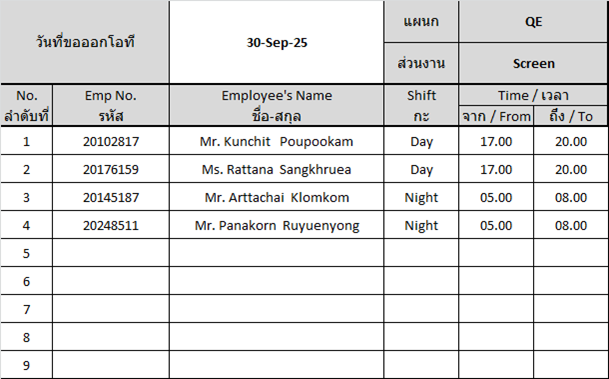 วันที่ขอออกโอที 30-Sep-25 แผนก QE
ส่วนงาน Screen
No. Emp No. Employee's Name Shift Time / เวลา
ลำดับที่ รหัส ชื่อ-สกุล กะ จาก / From ถึง / To
1 20102817 Mr. Kunchit Poupookam Day 17.00 20.00
2 20176159 Ms. Rattana Sangkhruea Day 17.00 20.00
3 20145187 Mr. Arttachai Klomkom Night 05.00 08.00
4 20248511 Mr. Panakorn Ruyuenyong Night 05.00 08.00
5
6
7
8
9